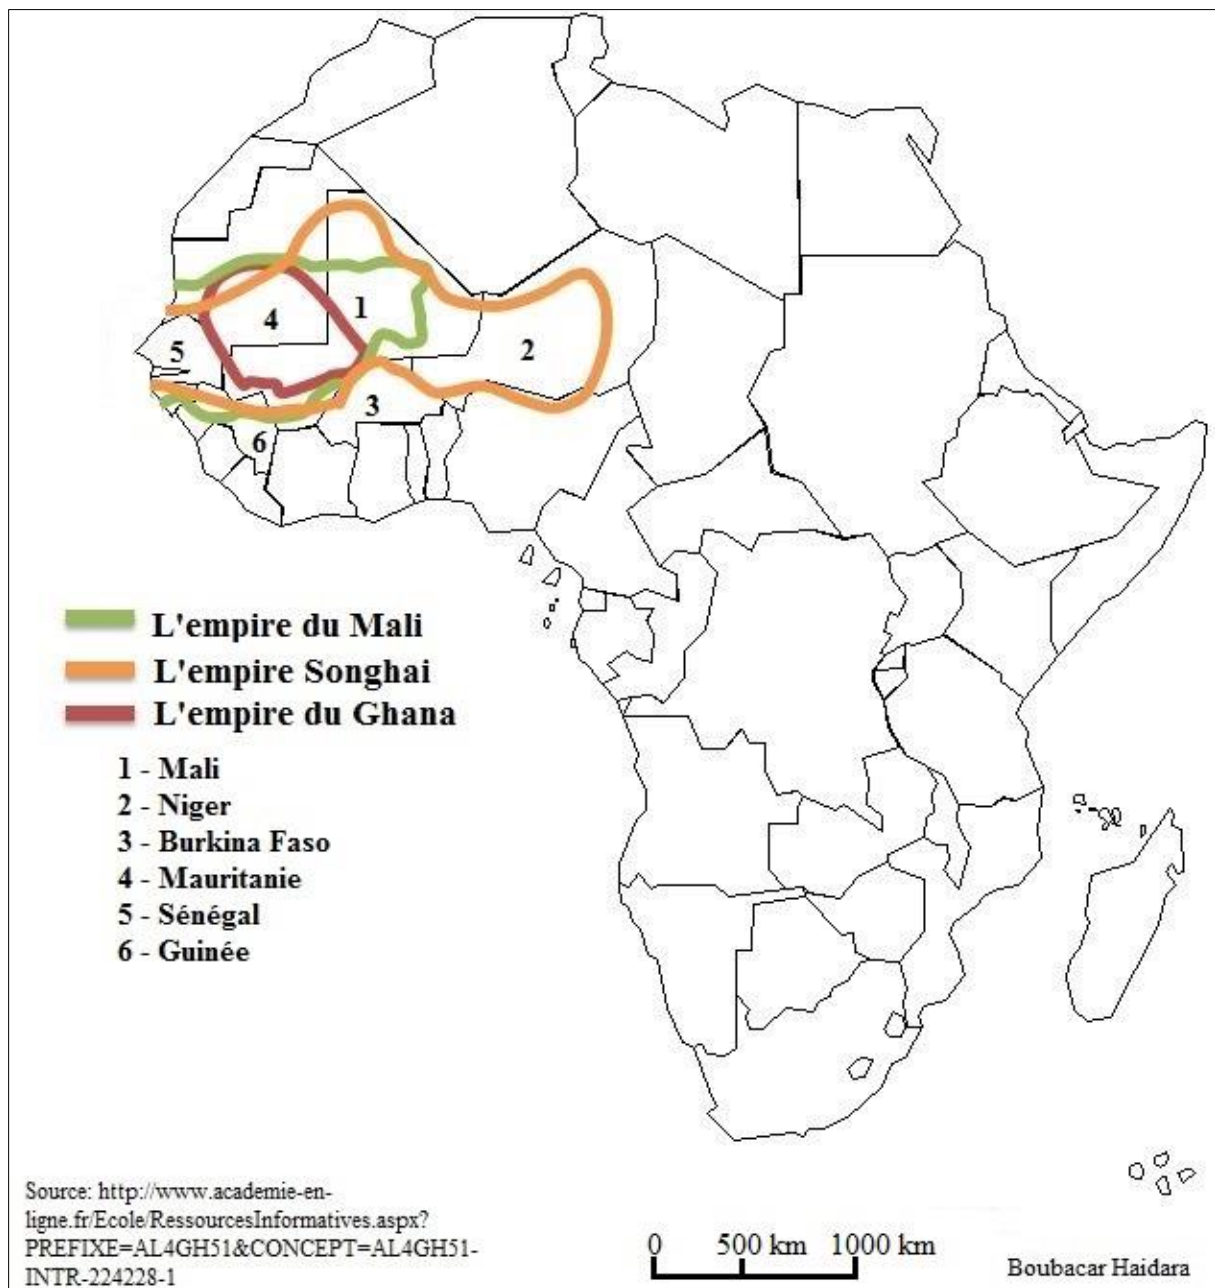 1
4
5
2
3
6
L'empire du Mali
L'empire Songhai
L'empire du Ghana
1 - Mali
2 - Niger
3 - Burkina Faso
4 - Mauritanie
5 - Sénégal
6 - Guinée
Source: http://www.academie-en-
ligne.fr/Ecole/RessourcesInformatives.aspx?
PREFIXE=AL4GH51&CONCEPT=AL4GH51-
INTR-224228-1
0 500 km 1000 km
Boubacar Haidara